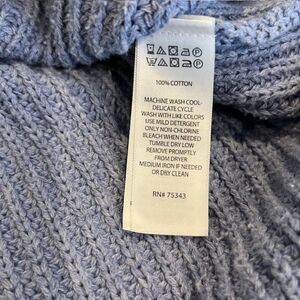 100% COTTON
MACHINE WASH COOL-
DELICATE CYCLE
WASH WITH LIKE COLORS
USE MILD DETERGENT
ONLY NON-CHLORINE
BLEACH WHEN NEEDED
TUMBLE DRY LOW
REMOVE PROMPTLY
FROM DRYER
MEDIUM IRON IF NEEDED
OR DRY CLEAN
RN# 75343